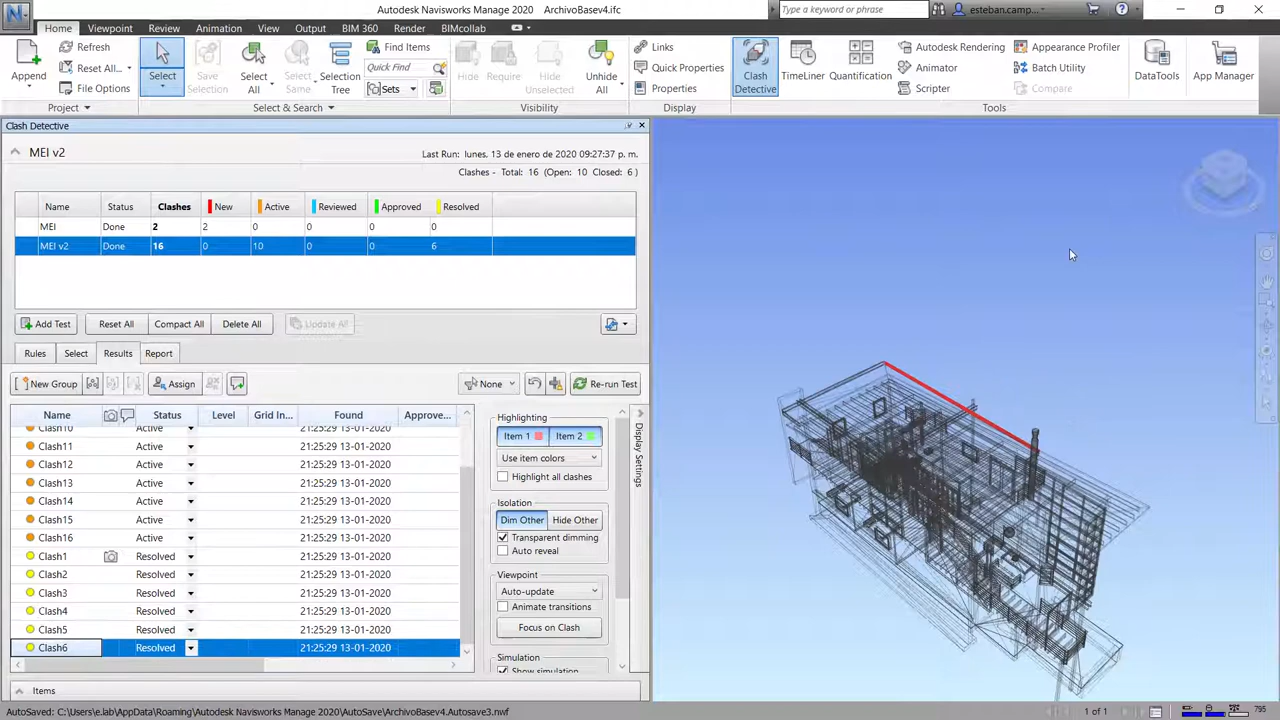 Autodesk Navisworks Manage 2020 ArchivoBasev4.ifc
Type a keyword or phrase
esteban.camp...
Home Viewpoint Review Animation View Output BIM 360 Render BIMcollab
Append
Refresh
Reset All...
File Options
Project
Select
Save Selection
Select All
Select Same
Selection Tree
Find Items
Quick Find
Sets
Select & Search
Hide
Require
Hide Unselected
Unhide All
Visibility
Links
Quick Properties
Properties
Display
Clash Detective
TimeLiner
Quantification
Autodesk Rendering
Animator
Scripter
Appearance Profiler
Batch Utility
Compare
Tools
DataTools
App Manager
Clash Detective
MEI v2
Last Run: lunes, 13 de enero de 2020 09:27:37 p. m.
Clashes - Total: 16 (Open: 10 Closed: 6 )
Name Status Clashes New Active Reviewed Approved Resolved
MEI Done 2 2 0 0 0 0
MEI v2 Done 16 0 10 0 0 6
Add Test Reset All Compact All Delete All Update All
Rules Select Results Report
New Group Assign None Re-run Test
Name Status Level Grid In... Found Approve...
Clash10 Active 21:25:29 13-01-2020
Clash11 Active 21:25:29 13-01-2020
Clash12 Active 21:25:29 13-01-2020
Clash13 Active 21:25:29 13-01-2020
Clash14 Active 21:25:29 13-01-2020
Clash15 Active 21:25:29 13-01-2020
Clash16 Active 21:25:29 13-01-2020
Clash1 Resolved 21:25:29 13-01-2020
Clash2 Resolved 21:25:29 13-01-2020
Clash3 Resolved 21:25:29 13-01-2020
Clash4 Resolved 21:25:29 13-01-2020
Clash5 Resolved 21:25:29 13-01-2020
Clash6 Resolved 21:25:29 13-01-2020
Highlighting
Item 1 Item 2
Use item colors
Highlight all clashes
Isolation
Dim Other Hide Other
Transparent dimming
Auto reveal
Viewpoint
Auto-update
Animate transitions
Focus on Clash
Simulation
Show simulation
Display Settings
Items
AutoSaved: C:\Users\e.lab\AppData\Roaming\Autodesk Navisworks Manage 2020\AutoSave\ArchivoBasev4.Autosave3.nwf
1 of 1
795